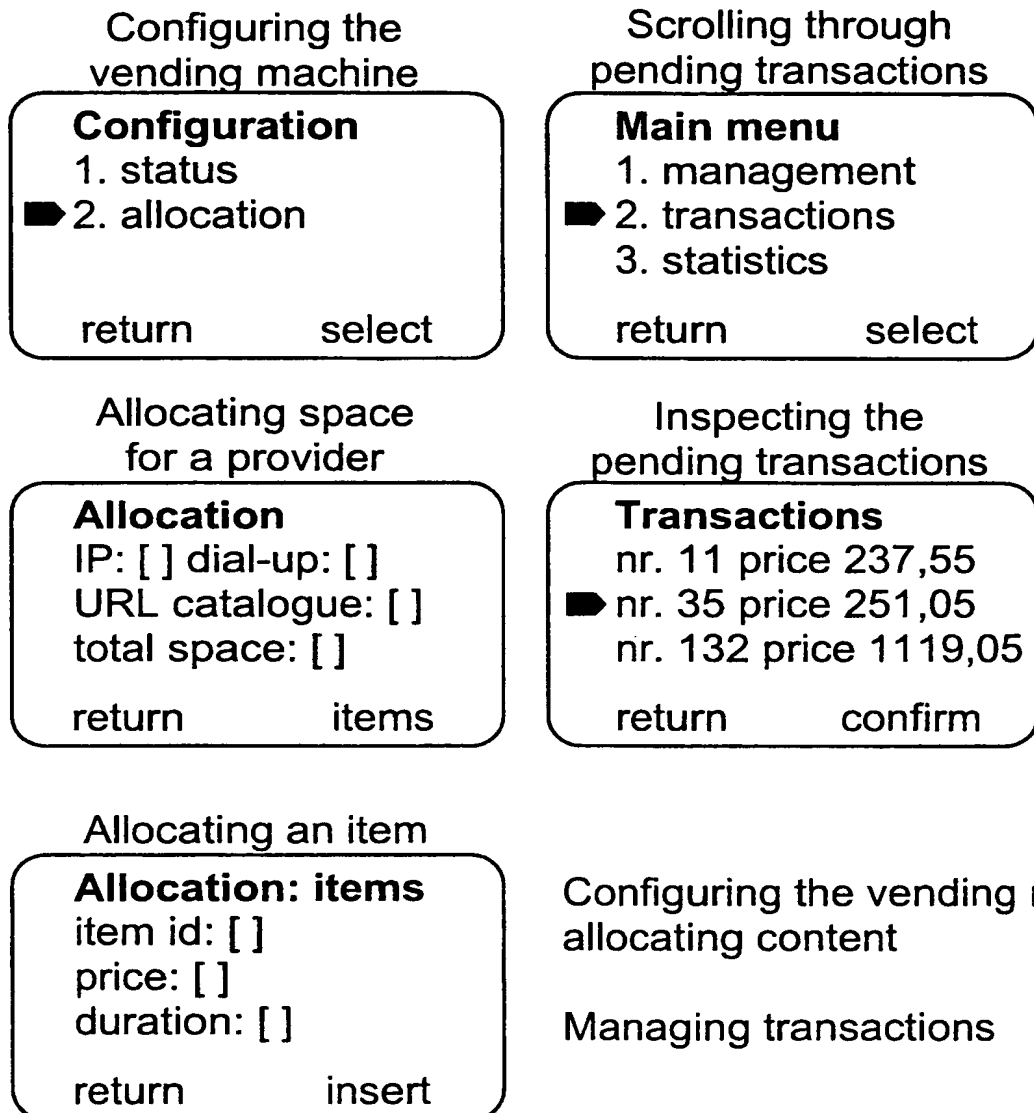 Configuring the
vending machine
Configuration
1. status
2. allocation
return select
Scrolling through
pending transactions
Main menu
1. management
2. transactions
3. statistics
return select
Allocating space
for a provider
Allocation
IP: [ ] dial-up: [ ]
URL catalogue: [ ]
total space: [ ]
return items
Inspecting the
pending transactions
Transactions
nr. 11 price 237,55
nr. 35 price 251,05
nr. 132 price 1119,05
return confirm
Allocating an item
Allocation: items
item id: [ ]
price: [ ]
duration: [ ]
return insert
Configuring the vending
allocating content
Managing transactions